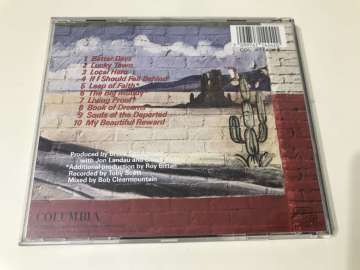 1 Better Days
2 Lucky Town
3 Local Hero
4 If I Should Fall Behind
5 Leap of Faith*
6 The Big Muddy
7 Living Proof
8 Book of Dreams
9 Souls of the Departed
10 My Beautiful Reward
Produced by Bruce Springsteen
with Jon Landau and Chuck
*Additional production by Roy Bittan
Recorded by Toby Scott
Mixed by Bob Clearmountain
COLUMBIA